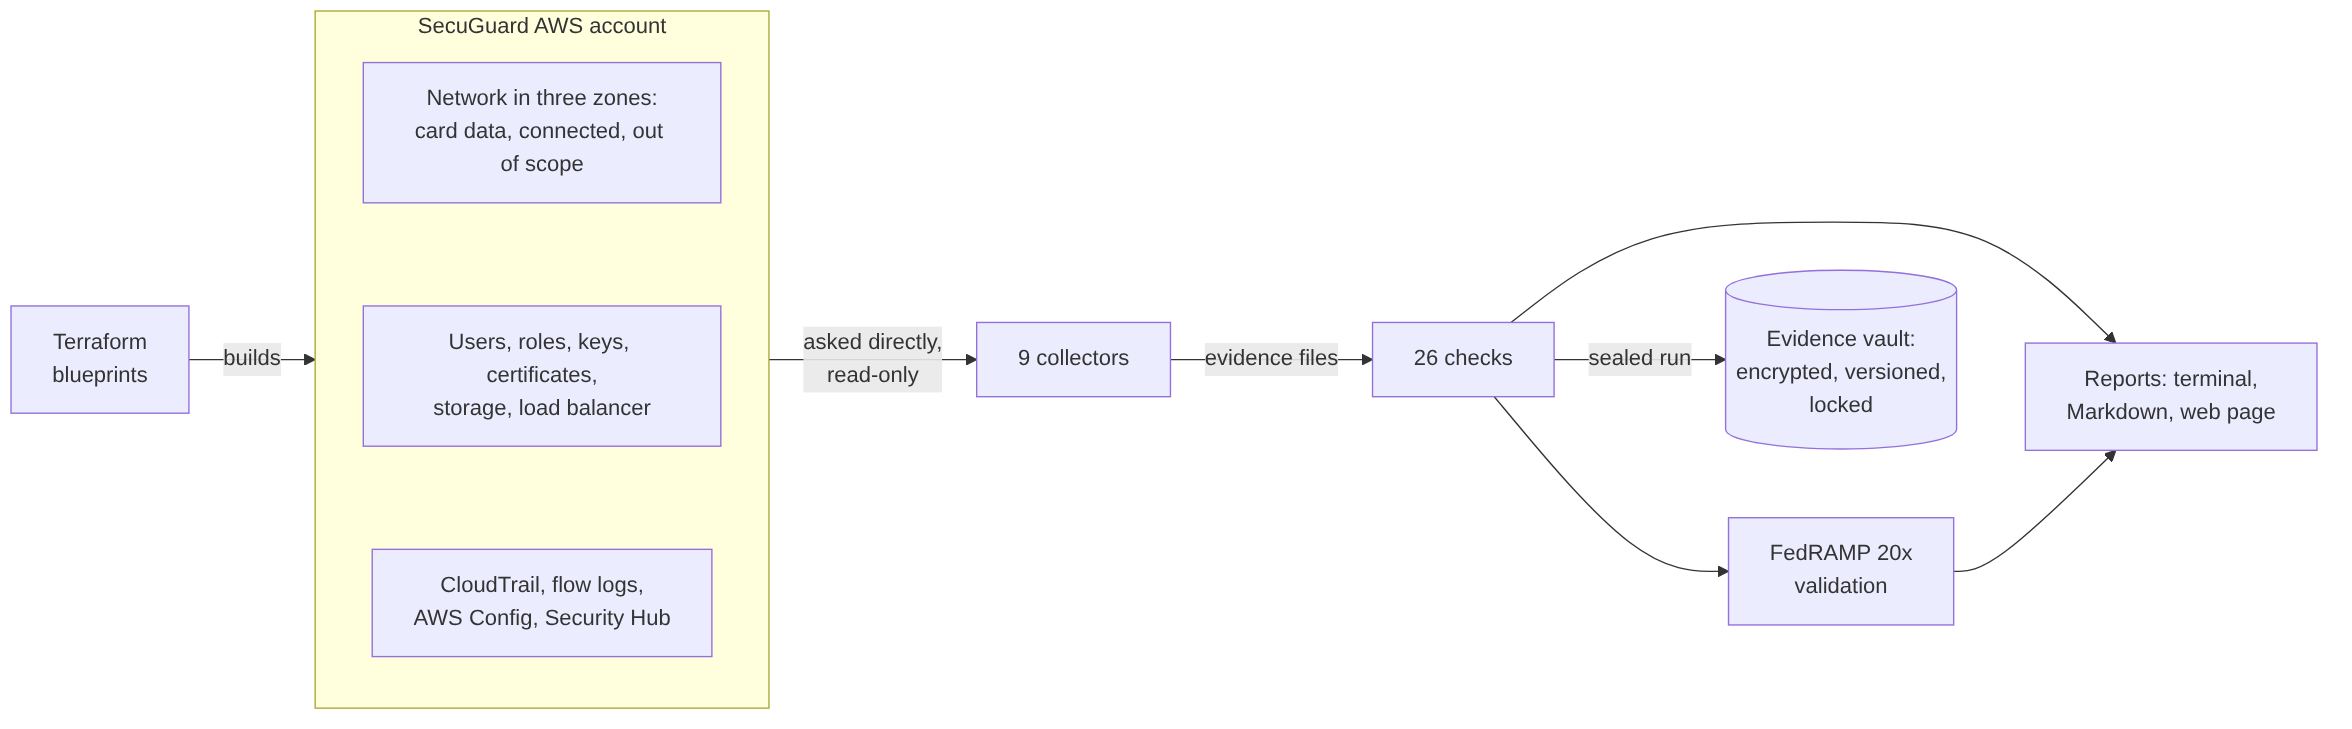 SecuGuard AWS account
Network in three zones:
card data, connected, out
of scope
Terraform
blueprints
builds
Users, roles, keys,
certificates,
storage, load balancer
CloudTrail, flow logs,
AWS Config, Security Hub
asked directly,
read-only
9 collectors
evidence files
26 checks
sealed run
Evidence vault:
encrypted, versioned,
locked
FedRAMP 20x
validation
Reports: terminal,
Markdown, web page